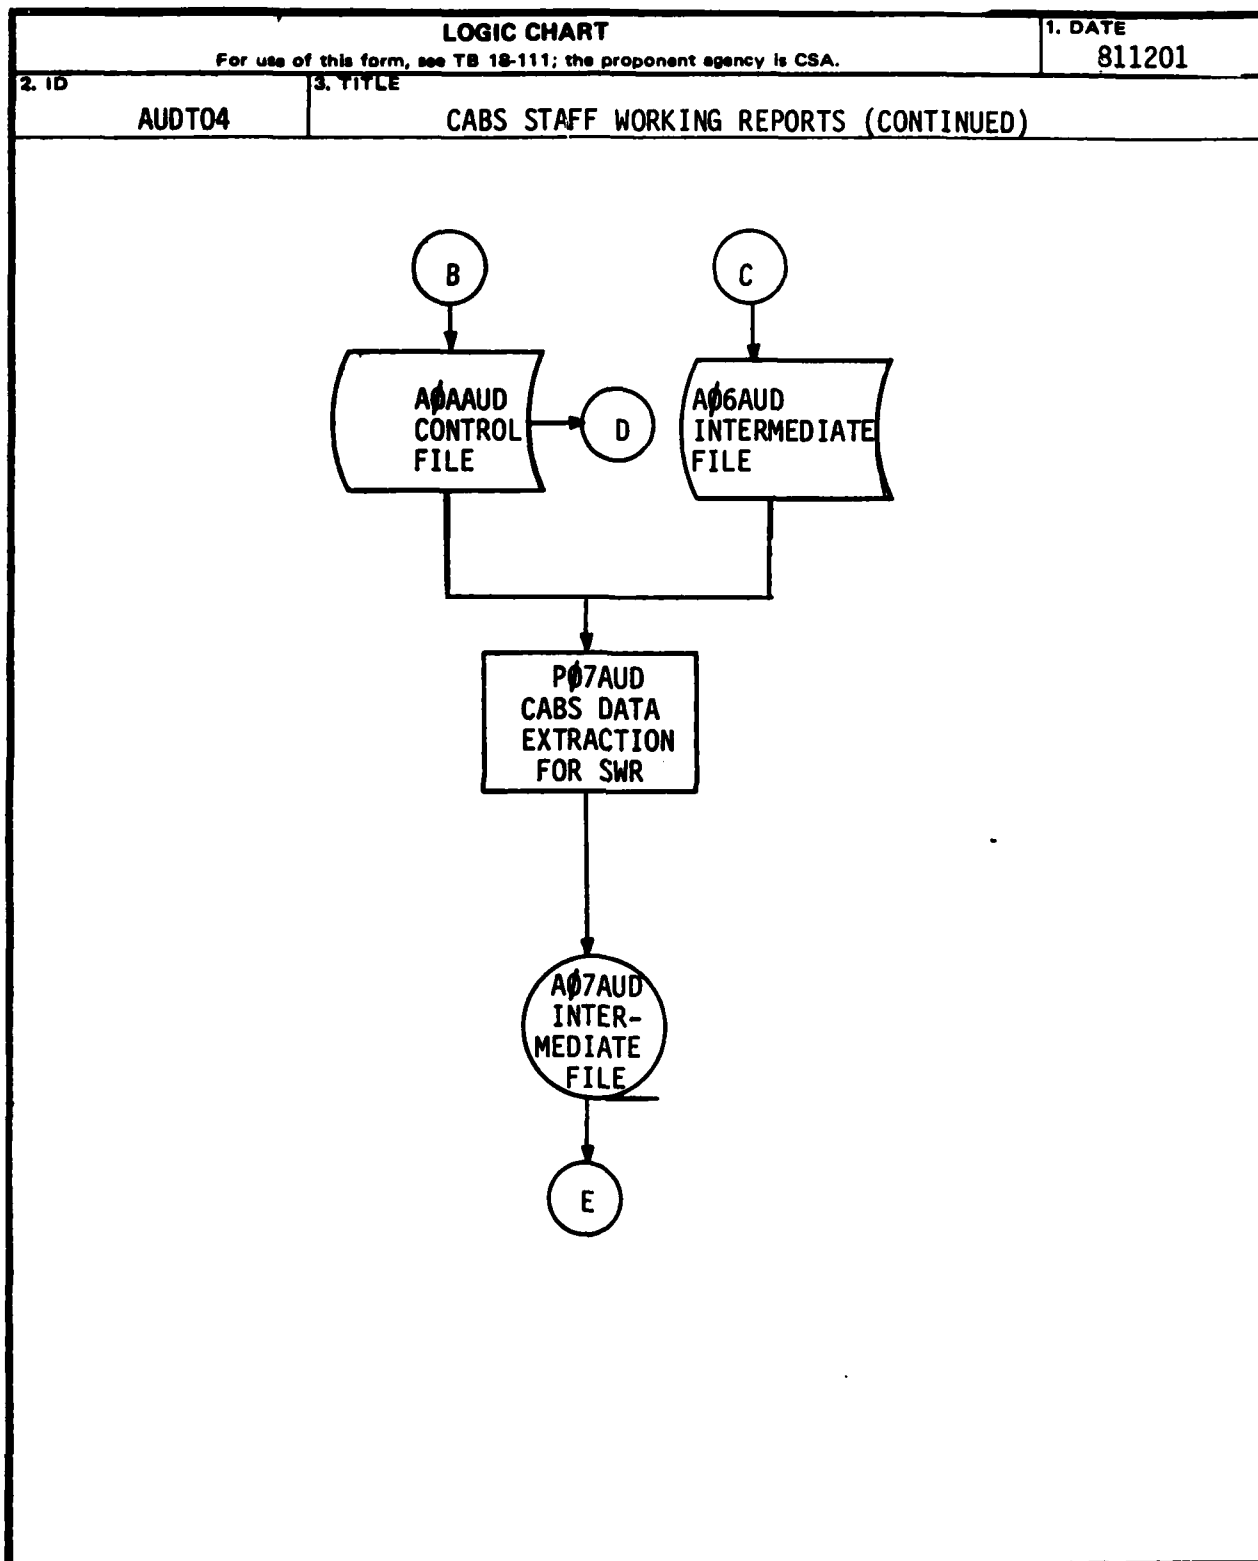 LOGIC CHART
For use of this form, see TB 18-111; the proponent agency is CSA.
1. DATE
811201
2. ID
AUDT04
3. TITLE
CABS STAFF WORKING REPORTS (CONTINUED)
B
C
AØAAUD
CONTROL
FILE
D
AØ6AUD
INTERMEDIATE
FILE
PØ7AUD
CABS DATA
EXTRACTION
FOR SWR
AØ7AUD
INTER-
MEDIATE
FILE
E